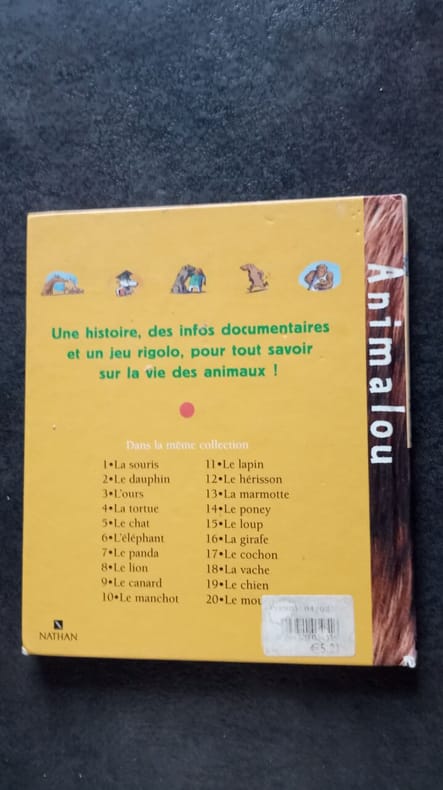 Une histoire, des infos documentaires
et un jeu rigolo, pour tout savoir
sur la vie des animaux !
Dans la même collection
1•La souris
2•Le dauphin
3•L'ours
4•La tortue
5•Le chat
6•L'éléphant
7•Le panda
8•Le lion
9•Le canard
10•Le manchot
11•Le lapin
12•Le hérisson
13•La marmotte
14•Le poney
15•Le loup
16•La girafe
17•Le cochon
18•La vache
19•Le chien
20•Le
NATHAN
€5.2
Animalou